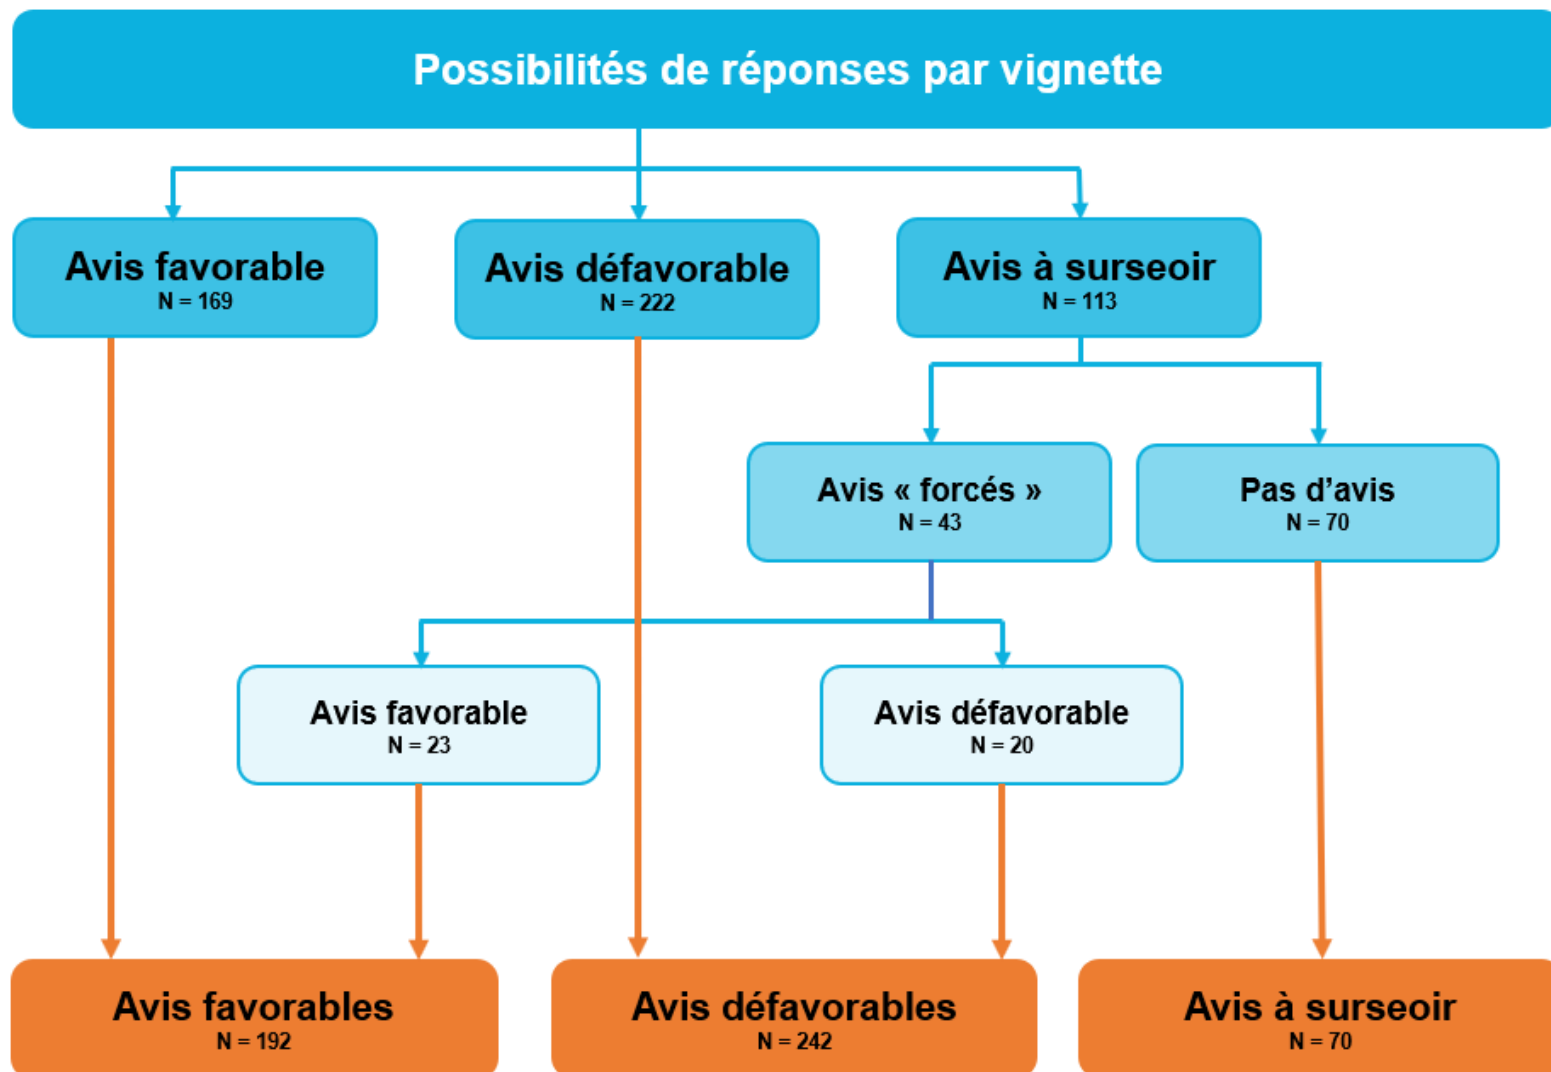 Possibilités de réponses par vignette
Avis favorable
N = 169
Avis défavorable
N = 222
Avis à surseoir
N = 113
Avis « forcés »
N = 43
Pas d'avis
N = 70
Avis favorable
N = 23
Avis défavorable
N = 20
Avis favorables
N = 192
Avis défavorables
N = 242
Avis à surseoir
N = 70